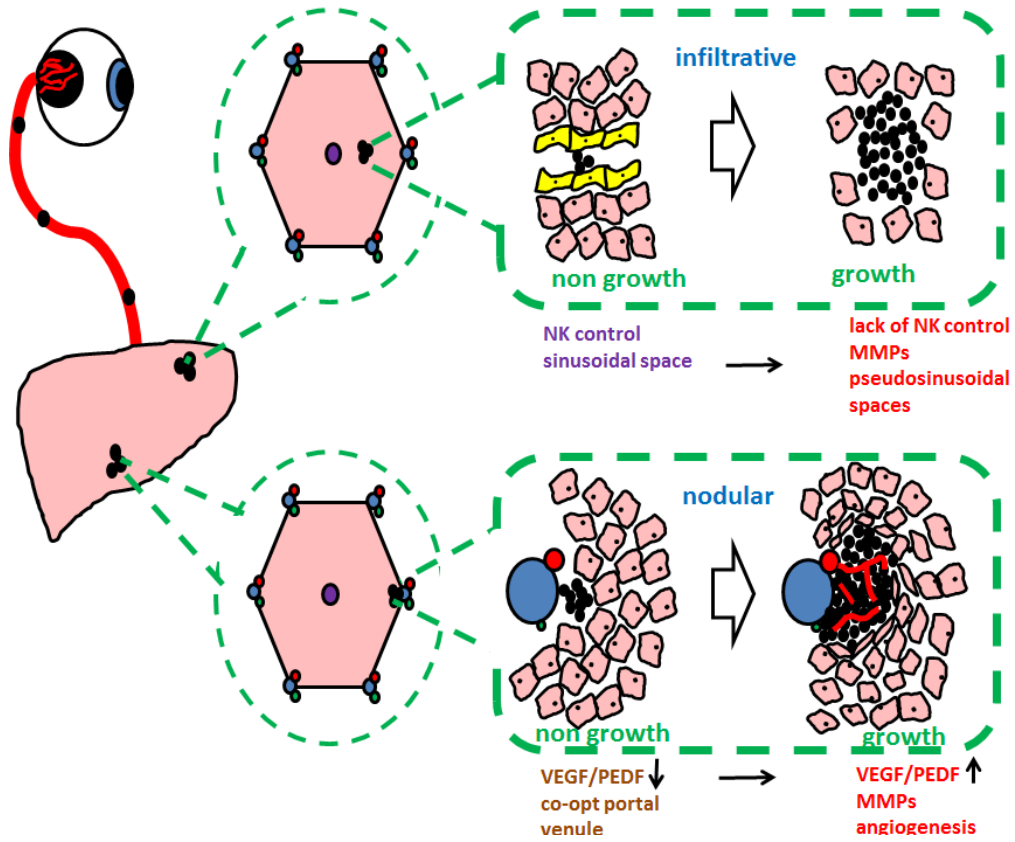 infiltrative
non growth
growth
NK control
sinusoidal space
lack of NK control
MMPs
pseudosinusoidal
spaces
nodular
non growth
growth
VEGF/PEDF
co-opt portal
venule
VEGF/PEDF
MMPs
angiogenesis